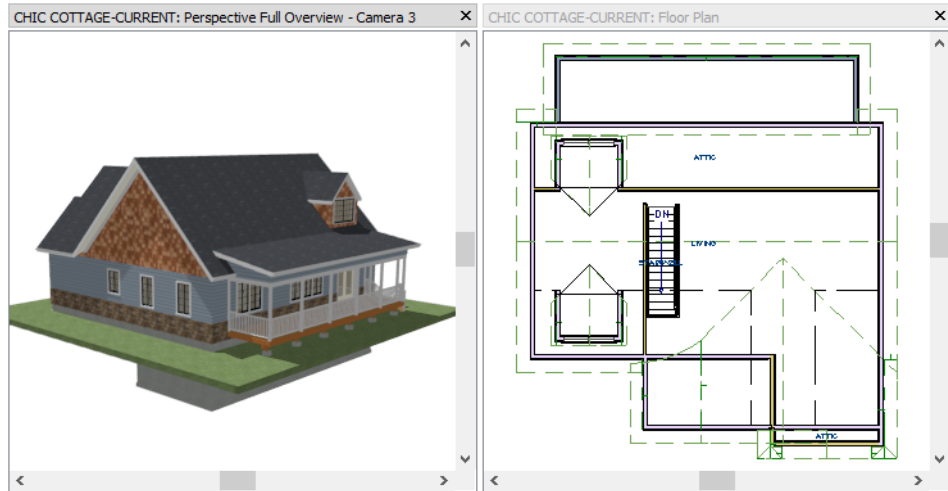 CHIC COTTAGE-CURRENT: Perspective Full Overview - Camera 3
CHIC COTTAGE-CURRENT: Floor Plan
ATTIC
DN
LIVING
ATTIC